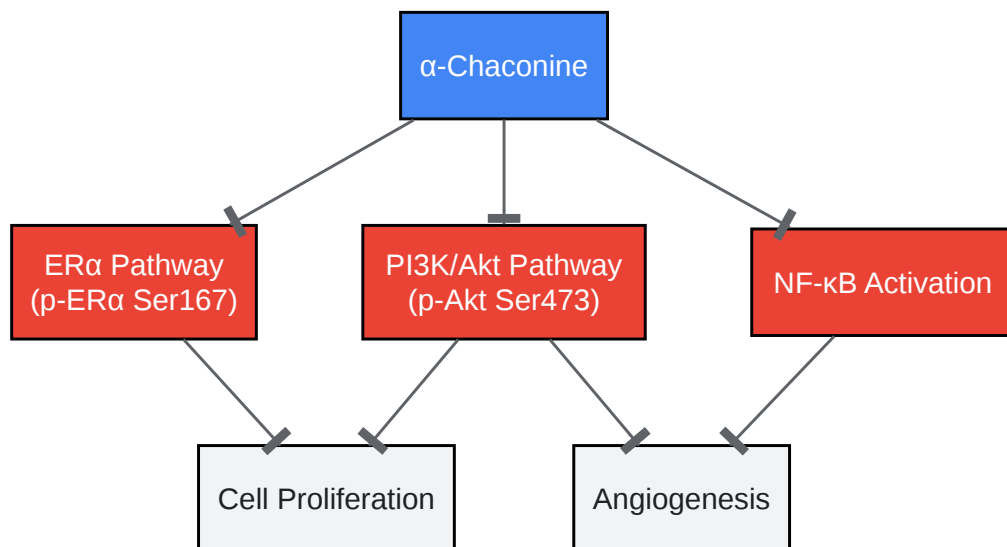 α-Chaconine
ERα Pathway
(p-ERα Ser167)
PI3K/Akt Pathway
(p-Akt Ser473)
NF-κB Activation
Cell Proliferation
Angiogenesis